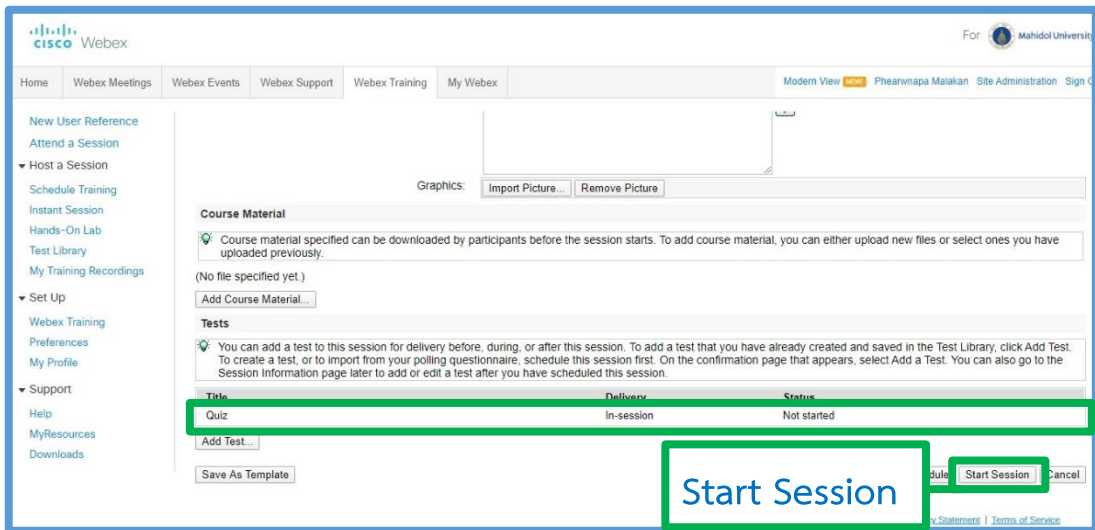 CISCO Webex
For Mahidol University
Home Webex Meetings Webex Events Webex Support Webex Training My Webex
Modern View NEW! Phearwnapa Malakan Site Administration Sign
New User Reference
Attend a Session
Host a Session
Schedule Training
Instant Session
Hands-On Lab
Test Library
My Training Recordings
Set Up
Webex Training
Preferences
My Profile
Support
Help
MyResources
Downloads
Graphics: Import Picture... Remove Picture
Course Material
Course material specified can be downloaded by participants before the session starts. To add course material, you can either upload new files or select ones you have
uploaded previously.
(No file specified yet.)
Add Course Material...
Tests
You can add a test to this session for delivery before, during, or after this session. To add a test that you have already created and saved in the Test Library, click Add Test.
To create a test, or to import from your polling questionnaire, schedule this session first. On the confirmation page that appears, select Add a Test. You can also go to the
Session Information page later to add or edit a test after you have scheduled this session.
Title Delivery Status
Quiz In-session Not started
Add Test...
Save As Template
Start Session
dule Start Session Cancel
y Statement | Terms of Service